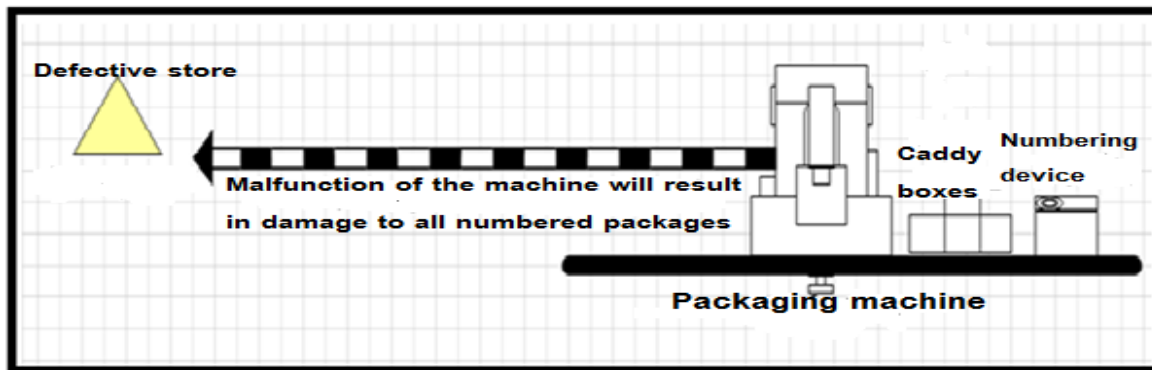 Defective store
Malfunction of the machine will result
in damage to all numbered packages
Caddy
boxes
Numbering
device
Packaging machine